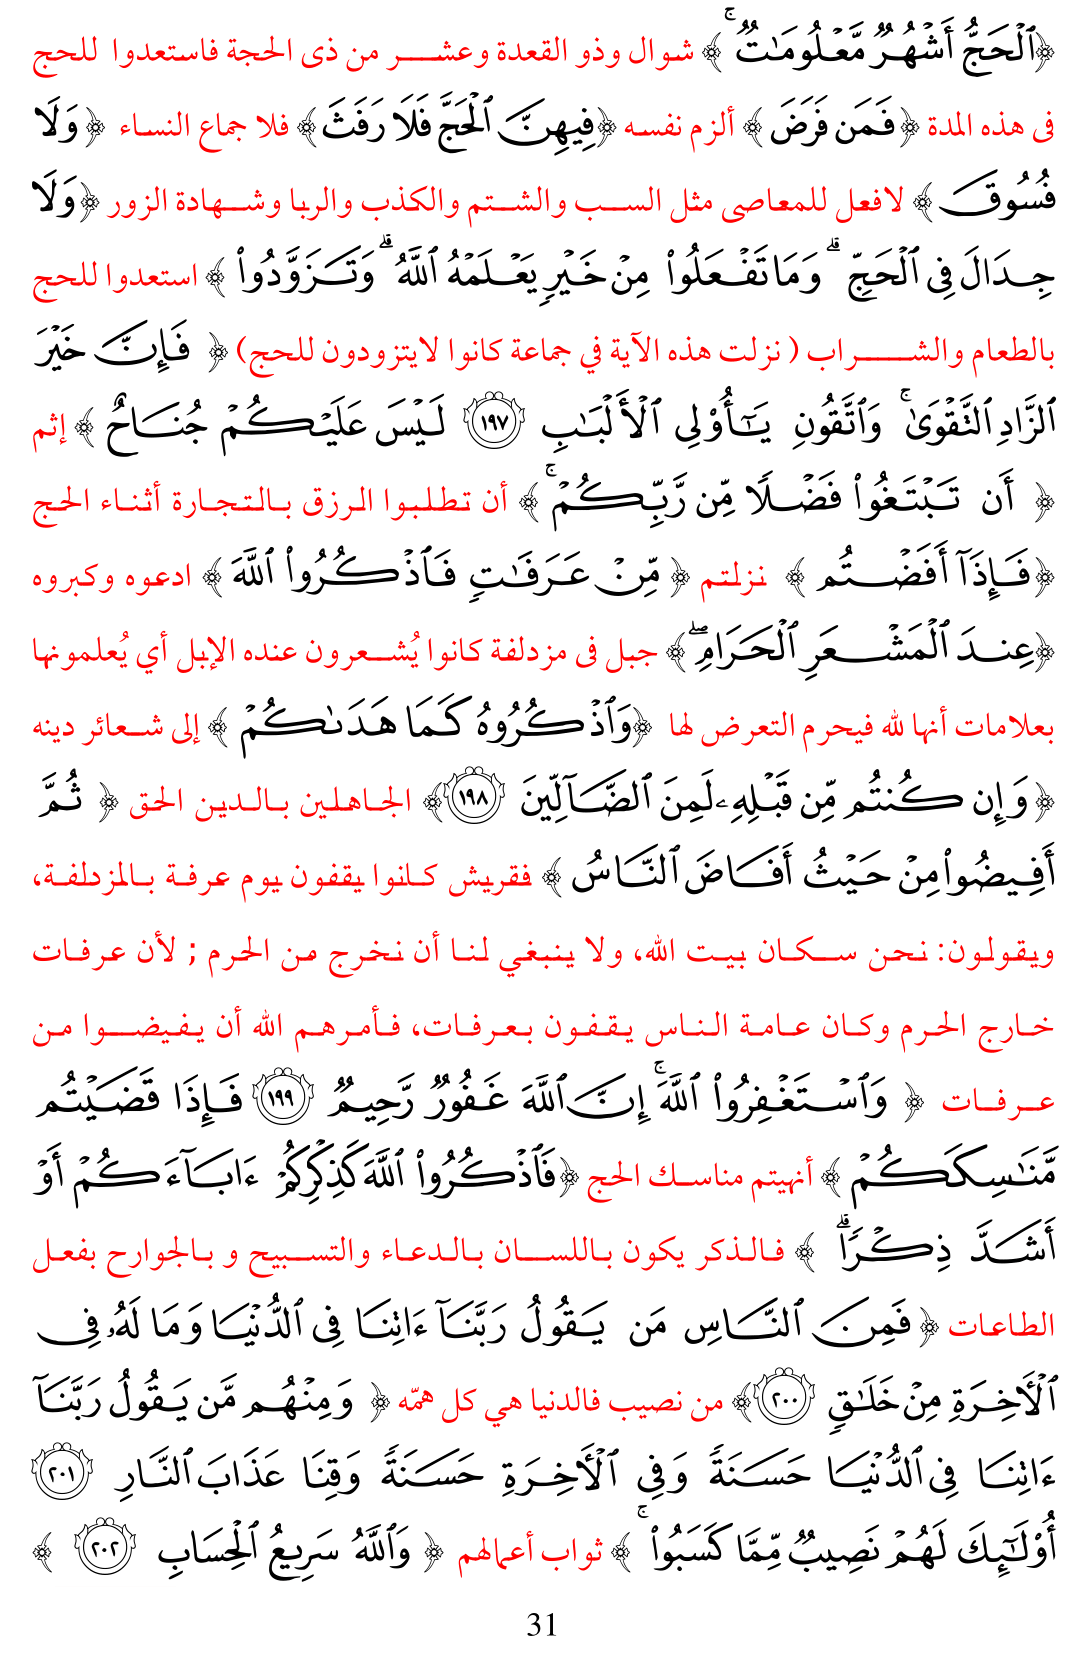 ﴿ٱلْحَجُّ أَشْهُرٌ مَّعْلُومَٰتٌ ۚ﴾ شوال وذو القعدة وعشر من ذى الحجة فاستعدوا للحج
فى هذه المدة ﴿فَمَن فَرَضَ﴾ ألزم نفسه ﴿فِيهِنَّ ٱلْحَجَّ فَلَا رَفَثَ﴾ فلا جماع النساء ﴿وَلَا
فُسُوقَ﴾ لافعل للمعاصى مثل السب والشتم والكذب والربا وشهادة الزور ﴿وَلَا
جِدَالَ فِى ٱلْحَجِّ ۗ وَمَا تَفْعَلُوا۟ مِنْ خَيْرٍ يَعْلَمْهُ ٱللَّهُ ۗ وَتَزَوَّدُوا۟﴾ استعدوا للحج
بالطعام والشراب (نزلت هذه الآية في جماعة كانوا لايتزودون للحج) ﴿فَإِنَّ خَيْرَ
ٱلزَّادِ ٱلتَّقْوَىٰ ۚ وَٱتَّقُونِ يَٰٓأُو۟لِى ٱلْأَلْبَٰبِ ١٩٧ لَيْسَ عَلَيْكُمْ جُنَاحٌ﴾ إثم
﴿أَن تَبْتَغُوا۟ فَضْلًا مِّن رَّبِّكُمْ ۚ﴾ أن تطلبوا الرزق بالتجارة أثناء الحج
﴿فَإِذَآ أَفَضْتُم﴾ نزلتم ﴿مِّنْ عَرَفَٰتٍ فَٱذْكُرُوا۟ ٱللَّهَ﴾ ادعوه وكبروه
﴿عِندَ ٱلْمَشْعَرِ ٱلْحَرَامِ ۖ﴾ جبل فى مزدلفة كانوا يُشعرون عنده الإبل أي يُعلمونها
بعلامات أنها لله فيحرم التعرض لها ﴿وَٱذْكُرُوهُ كَمَا هَدَىٰكُمْ﴾ إلى شعائر دينه
﴿وَإِن كُنتُم مِّن قَبْلِهِۦ لَمِنَ ٱلضَّآلِّينَ ١٩٨﴾ الجاهلين بالدين الحق ﴿ثُمَّ
أَفِيضُوا۟ مِنْ حَيْثُ أَفَاضَ ٱلنَّاسُ﴾ فقريش كانوا يقفون يوم عرفة بالمزدلفة،
ويقولون: نحن سكان بيت الله، ولا ينبغي لنا أن نخرج من الحرم ; لأن عرفات
خارج الحرم وكان عامة الناس يقفون بعرفات، فأمرهم الله أن يفيضوا من
عرفات ﴿وَٱسْتَغْفِرُوا۟ ٱللَّهَ ۚ إِنَّ ٱللَّهَ غَفُورٌ رَّحِيمٌ ١٩٩ فَإِذَا قَضَيْتُم
مَّنَٰسِكَكُمْ﴾ أنهيتم مناسك الحج ﴿فَٱذْكُرُوا۟ ٱللَّهَ كَذِكْرِكُمْ ءَابَآءَكُمْ أَوْ
أَشَدَّ ذِكْرًا ۗ﴾ فالذكر يكون باللسان بالدعاء والتسبيح و بالجوارح بفعل
الطاعات ﴿فَمِنَ ٱلنَّاسِ مَن يَقُولُ رَبَّنَآ ءَاتِنَا فِى ٱلدُّنْيَا وَمَا لَهُۥ فِى
ٱلْأَخِرَةِ مِنْ خَلَٰقٍ ٢٠٠﴾ من نصيب فالدنيا هي كل همّه ﴿وَمِنْهُم مَّن يَقُولُ رَبَّنَآ
ءَاتِنَا فِى ٱلدُّنْيَا حَسَنَةً وَفِى ٱلْأَخِرَةِ حَسَنَةً وَقِنَا عَذَابَ ٱلنَّارِ ٢٠١
أُو۟لَٰٓئِكَ لَهُمْ نَصِيبٌ مِّمَّا كَسَبُوا۟ ۚ﴾ ثواب أعمالهم ﴿وَٱللَّهُ سَرِيعُ ٱلْحِسَابِ ٢٠٢﴾
31